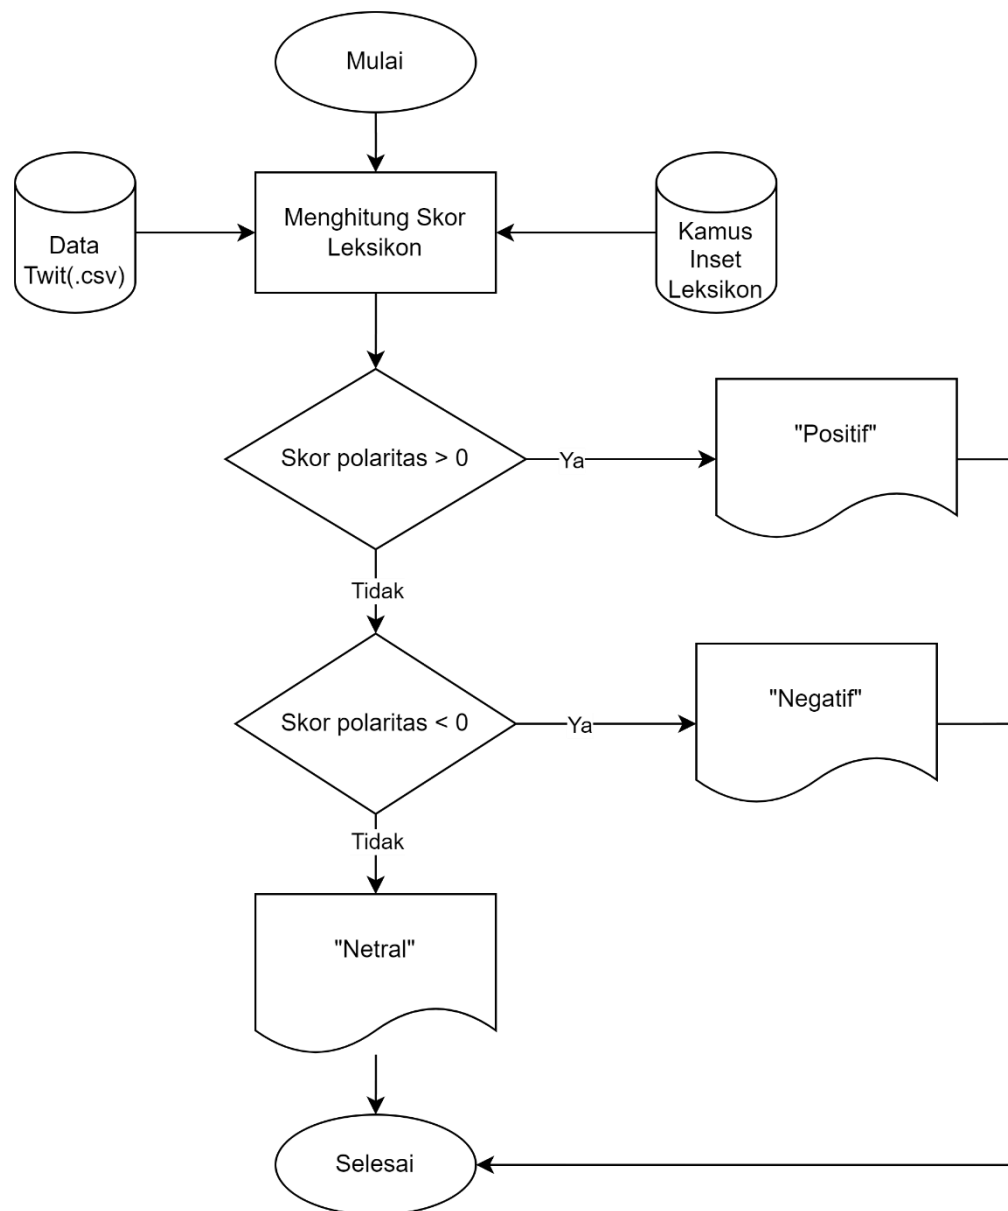 Mulai
Data
Twit(.csv)
Menghitung Skor
Leksikon
Kamus
Inset
Leksikon
Skor polaritas > 0
Ya
"Positif"
Tidak
Skor polaritas < 0
Ya
"Negatif"
Tidak
"Netral"
Selesai